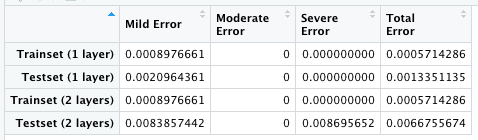 Mild Error Moderate Error Severe Error Total Error
Trainset (1 layer) 0.0008976661 0 0.000000000 0.0005714286
Testset (1 layer) 0.0020964361 0 0.000000000 0.0013351135
Trainset (2 layers) 0.0008976661 0 0.000000000 0.0005714286
Testset (2 layers) 0.0083857442 0 0.008695652 0.0066755674